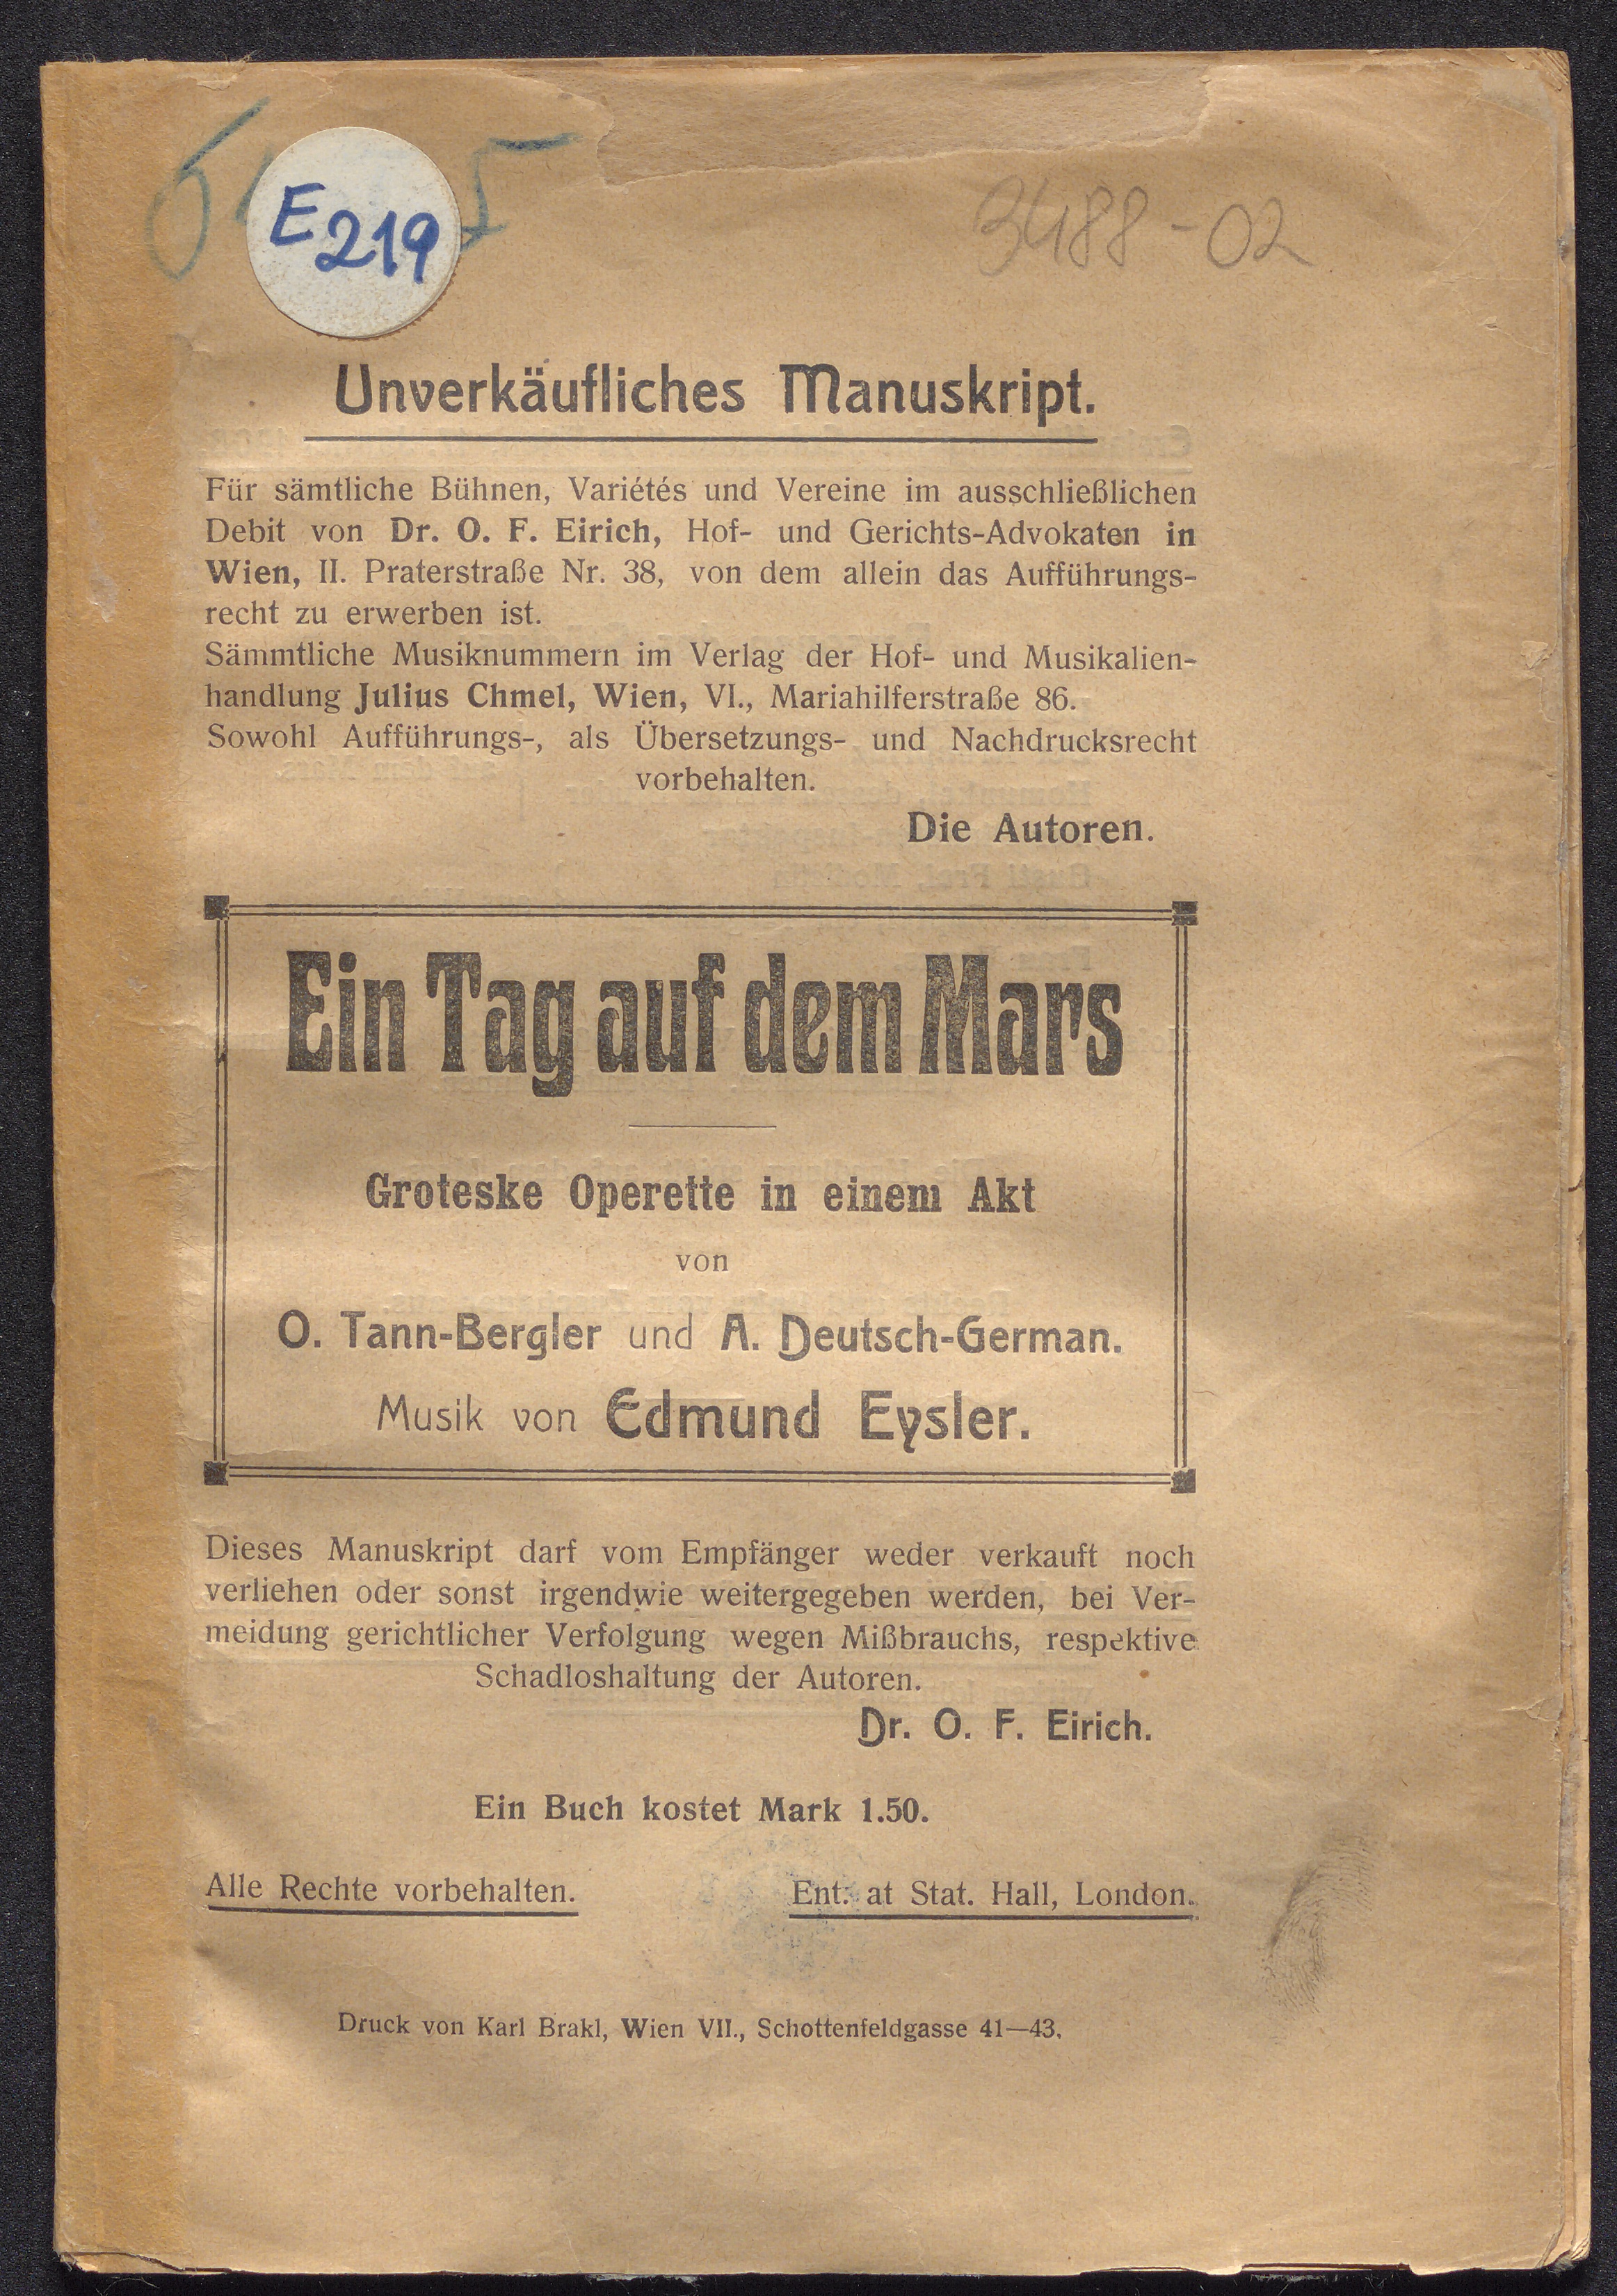 E 219
3488-02
Unverkäufliches Manuskript.
Für sämtliche Bühnen, Variétés und Vereine im ausschließlichen
Debit von Dr. O. F. Eirich, Hof- und Gerichts-Advokaten in
Wien, II. Praterstraße Nr. 38, von dem allein das Aufführungs-
recht zu erwerben ist.
Sämmtliche Musiknummern im Verlag der Hof- und Musikalien-
handlung Julius Chmel, Wien, VI., Mariahilferstraße 86.
Sowohl Aufführungs-, als Übersetzungs- und Nachdrucksrecht
vorbehalten.
Die Autoren.
Ein Tag auf dem Mars
Groteske Operette in einem Akt
von
O. Tann-Bergler und A. Deutsch-German.
Musik von Edmund Eysler.
Dieses Manuskript darf vom Empfänger weder verkauft noch
verliehen oder sonst irgendwie weitergegeben werden, bei Ver-
meidung gerichtlicher Verfolgung wegen Mißbrauchs, respektive
Schadloshaltung der Autoren.
Dr. O. F. Eirich.
Ein Buch kostet Mark 1.50.
Alle Rechte vorbehalten. Ent. at Stat. Hall, London.
Druck von Karl Brakl, Wien VII., Schottenfeldgasse 41—43.